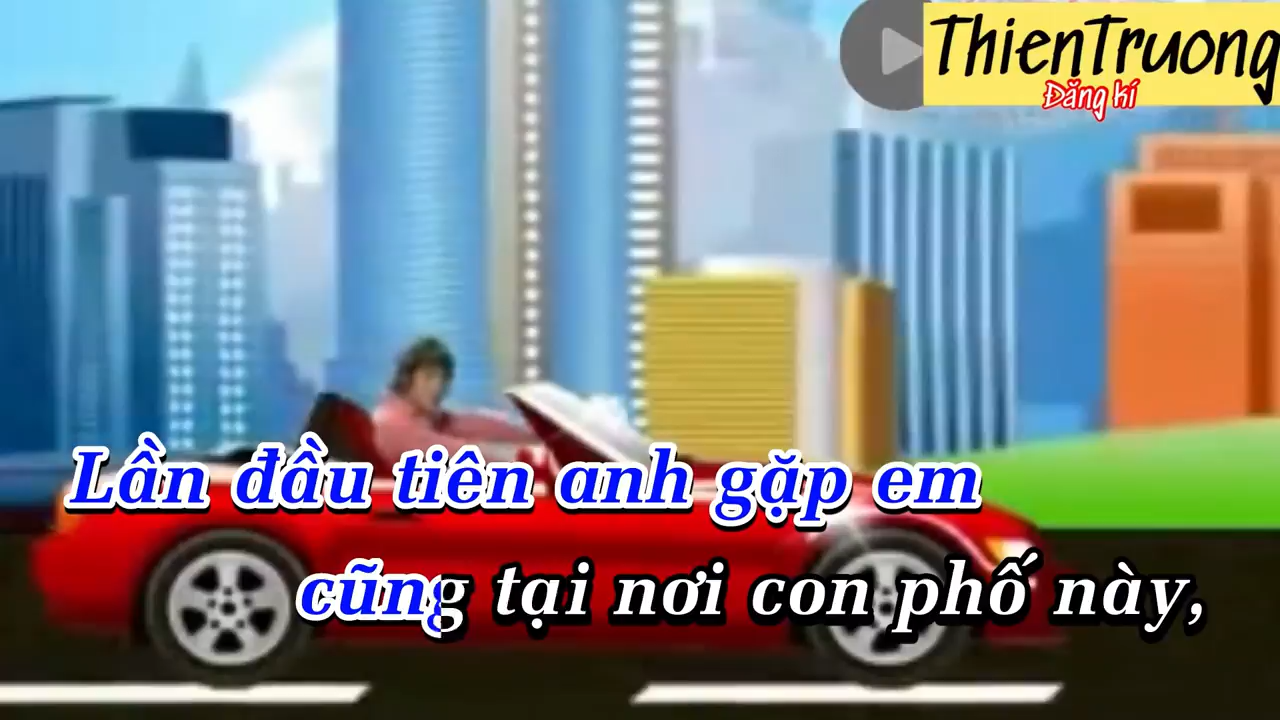 ThienTruong
Đăng kí
Lần đầu tiên anh gặp em
cũng tại nơi con phố này,